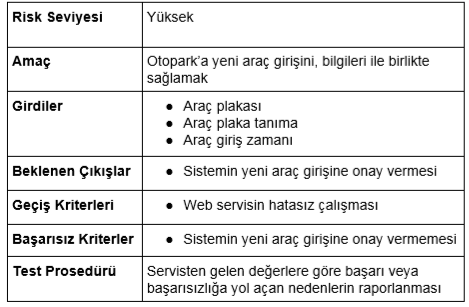 Risk Seviyesi Yüksek
Amaç Otopark'a yeni araç girişini, bilgileri ile birlikte
sağlamak
Girdiler ● Araç plakası
● Araç plaka tanıma
● Araç giriş zamanı
Beklenen Çıkışlar ● Sistemin yeni araç girişine onay vermesi
Geçiş Kriterleri ● Web servisin hatasız çalışması
Başarısız Kriterler ● Sistemin yeni araç girişine onay vermemesi
Test Prosedürü Servisten gelen değerlere göre başarı veya
başarısızlığa yol açan nedenlerin raporlanması